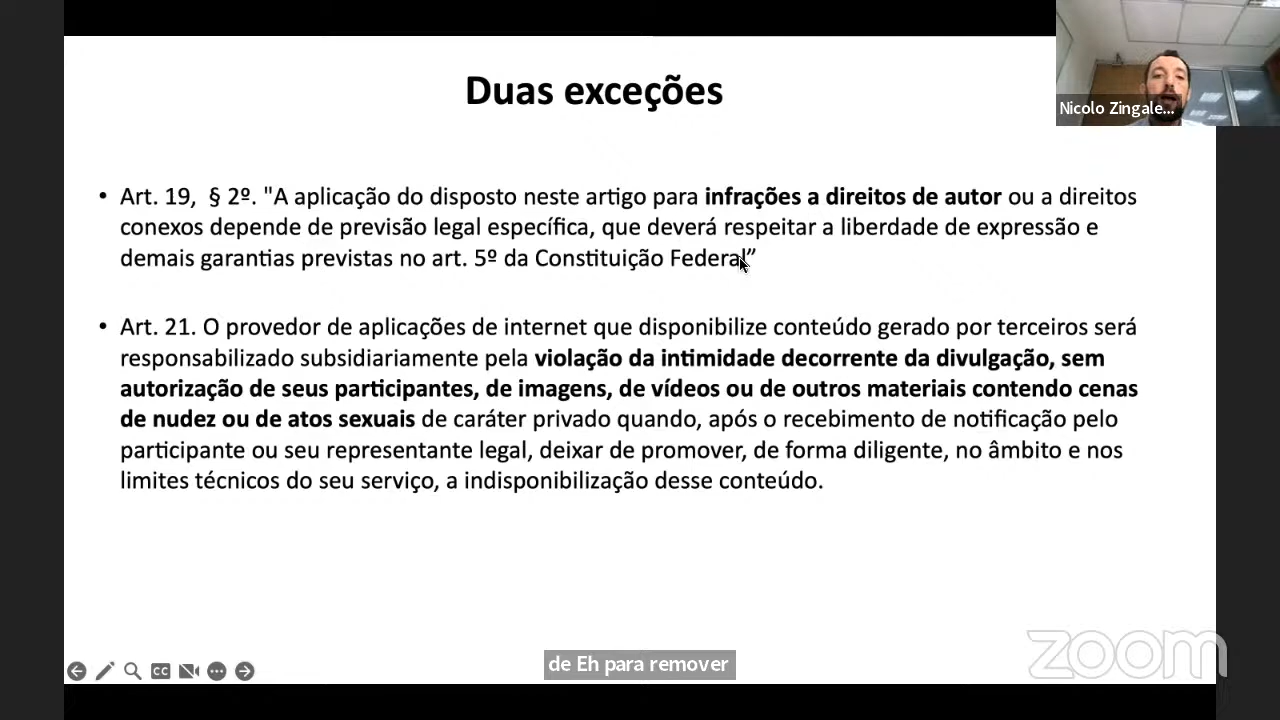 Duas exceções
Nicolo Zingale...
• Art. 19, § 2º. "A aplicação do disposto neste artigo para infrações a direitos de autor ou a direitos
conexos depende de previsão legal específica, que deverá respeitar a liberdade de expressão e
demais garantias previstas no art. 5º da Constituição Federal”
• Art. 21. O provedor de aplicações de internet que disponibilize conteúdo gerado por terceiros será
responsabilizado subsidiariamente pela violação da intimidade decorrente da divulgação, sem
autorização de seus participantes, de imagens, de vídeos ou de outros materiais contendo cenas
de nudez ou de atos sexuais de caráter privado quando, após o recebimento de notificação pelo
participante ou seu representante legal, deixar de promover, de forma diligente, no âmbito e nos
limites técnicos do seu serviço, a indisponibilização desse conteúdo.
de Eh para remover
CC
zoom